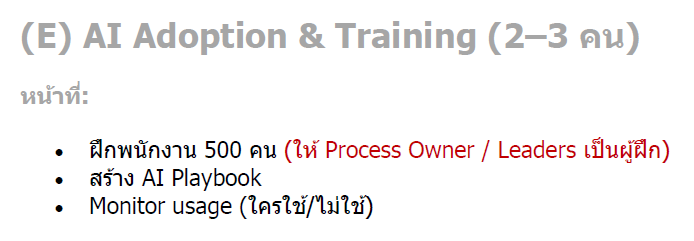 (E) AI Adoption & Training (2–3 คน)
หน้าที่:
• ฝึกพนักงาน 500 คน (ให้ Process Owner / Leaders เป็นผู้ฝึก)
• สร้าง AI Playbook
• Monitor usage (ใครใช้/ไม่ใช้)